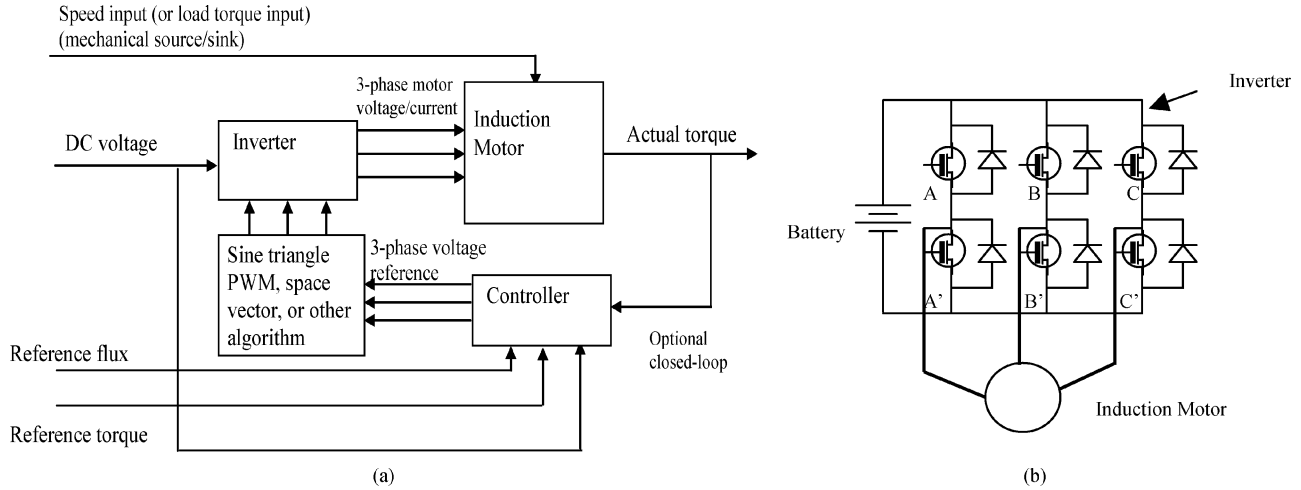 Speed input (or load torque input)
(mechanical source/sink)
3-phase motor
voltage/current
Induction
Motor
DC voltage
Inverter
Actual torque
Sine triangle
PWM, space
vector, or other
algorithm
3-phase voltage
reference
Controller
Optional
closed-loop
Reference flux
Reference torque
(a)
Inverter
A
B
C
Battery
A’
B’
C’
Induction Motor
(b)